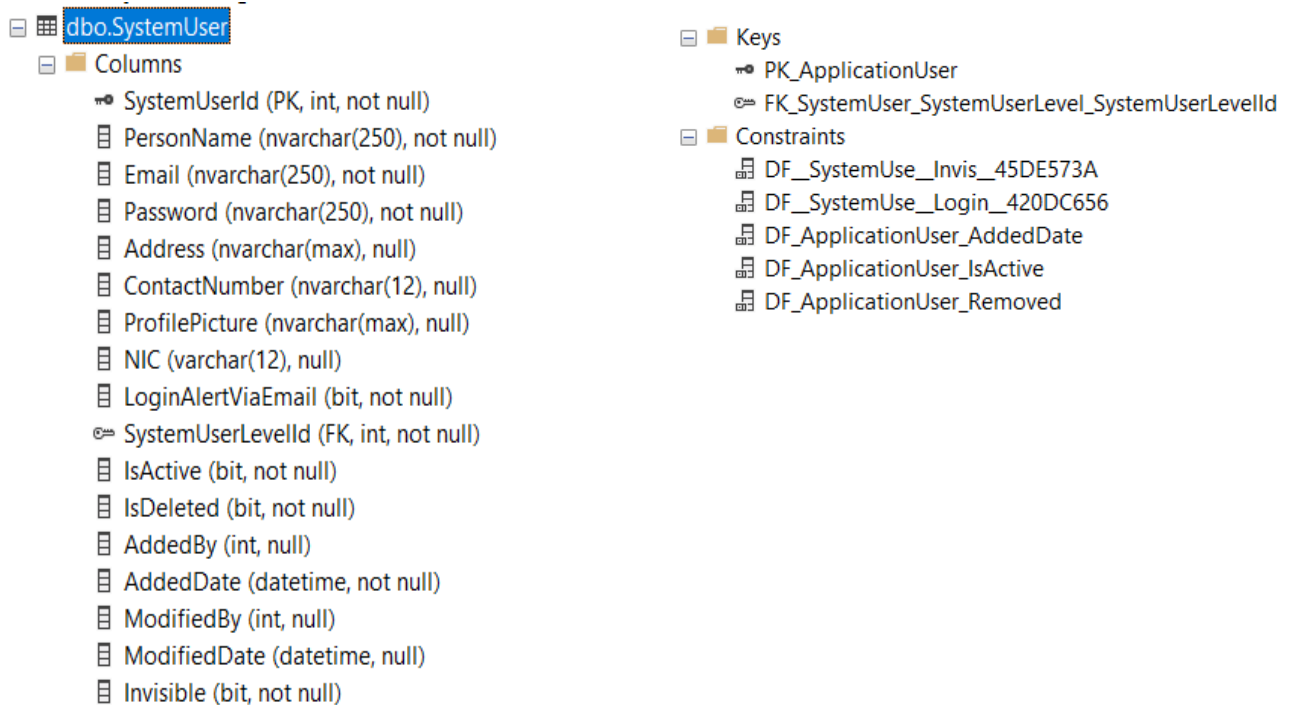 dbo.SystemUser
Columns
SystemUserId (PK, int, not null)
PersonName (nvarchar(250), not null)
Email (nvarchar(250), not null)
Password (nvarchar(250), not null)
Address (nvarchar(max), null)
ContactNumber (nvarchar(12), null)
ProfilePicture (nvarchar(max), null)
NIC (varchar(12), null)
LoginAlertViaEmail (bit, not null)
SystemUserLevelId (FK, int, not null)
IsActive (bit, not null)
IsDeleted (bit, not null)
AddedBy (int, null)
AddedDate (datetime, not null)
ModifiedBy (int, null)
ModifiedDate (datetime, null)
Invisible (bit, not null)
Keys
PK_ApplicationUser
FK_SystemUser_SystemUserLevel_SystemUserLevelId
Constraints
DF__SystemUse__Invis__45DE573A
DF__SystemUse__Login__420DC656
DF_ApplicationUser_AddedDate
DF_ApplicationUser_IsActive
DF_ApplicationUser_Removed